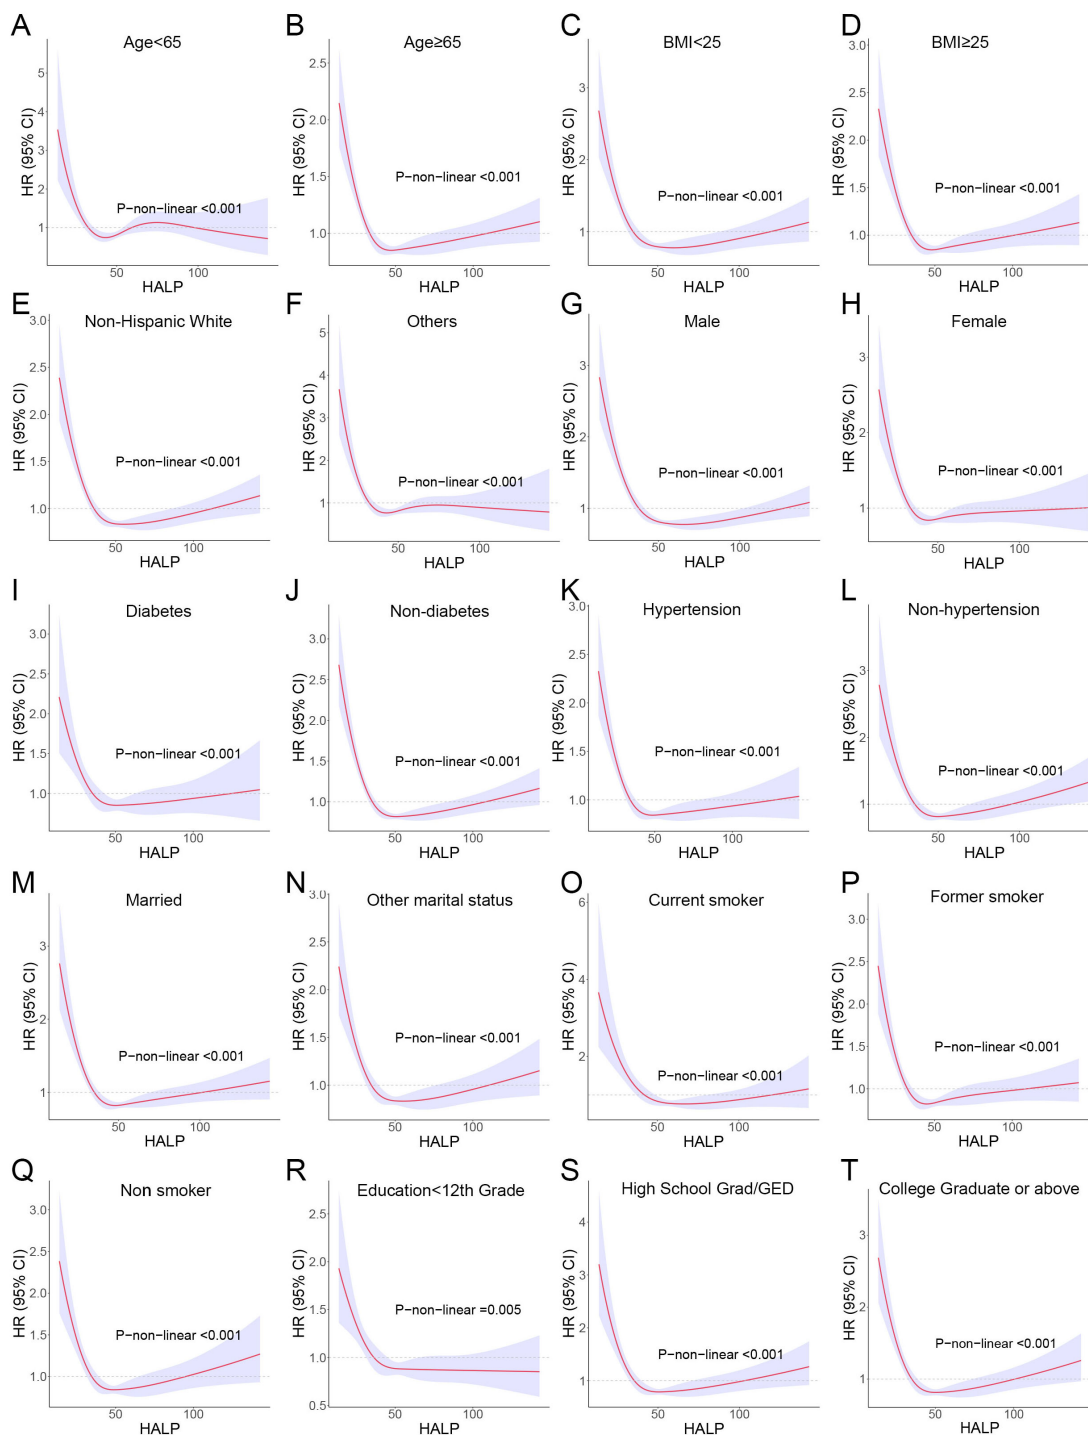 A
Age<65
HR (95% CI)
5
4
3
2
1
P−non−linear <0.001
50
100
HALP
B
Age≥65
HR (95% CI)
2.5
2.0
1.5
1.0
P−non−linear <0.001
50
100
HALP
C
BMI<25
HR (95% CI)
3
2
1
P−non−linear <0.001
50
100
HALP
D
BMI≥25
HR (95% CI)
3.0
2.5
2.0
1.5
1.0
P−non−linear <0.001
50
100
HALP
E
Non-Hispanic White
HR (95% CI)
3.0
2.5
2.0
1.5
1.0
P−non−linear <0.001
50
100
HALP
F
Others
HR (95% CI)
5
4
3
2
1
P−non−linear <0.001
50
100
HALP
G
Male
HR (95% CI)
3
2
1
P−non−linear <0.001
50
100
HALP
H
Female
HR (95% CI)
3
2
1
P−non−linear <0.001
50
100
HALP
I
Diabetes
HR (95% CI)
3.0
2.5
2.0
1.5
1.0
P−non−linear <0.001
50
100
HALP
J
Non-diabetes
HR (95% CI)
3.0
2.5
2.0
1.5
1.0
P−non−linear <0.001
50
100
HALP
K
Hypertension
HR (95% CI)
3.0
2.5
2.0
1.5
1.0
P−non−linear <0.001
50
100
HALP
L
Non-hypertension
HR (95% CI)
3
2
1
P−non−linear <0.001
50
100
HALP
M
Married
HR (95% CI)
3
2
1
P−non−linear <0.001
50
100
HALP
N
Other marital status
HR (95% CI)
3.0
2.5
2.0
1.5
1.0
P−non−linear <0.001
50
100
HALP
O
Current smoker
HR (95% CI)
6
4
2
P−non−linear <0.001
50
100
HALP
P
Former smoker
HR (95% CI)
3.0
2.5
2.0
1.5
1.0
P−non−linear <0.001
50
100
HALP
Q
Non smoker
HR (95% CI)
3.0
2.5
2.0
1.5
1.0
P−non−linear <0.001
50
100
HALP
R
Education<12th Grade
HR (95% CI)
2.5
2.0
1.5
1.0
0.5
P−non−linear =0.005
50
100
HALP
S
High School Grad/GED
HR (95% CI)
4
3
2
1
P−non−linear <0.001
50
100
HALP
T
College Graduate or above
HR (95% CI)
3
2
1
P−non−linear <0.001
50
100
HALP